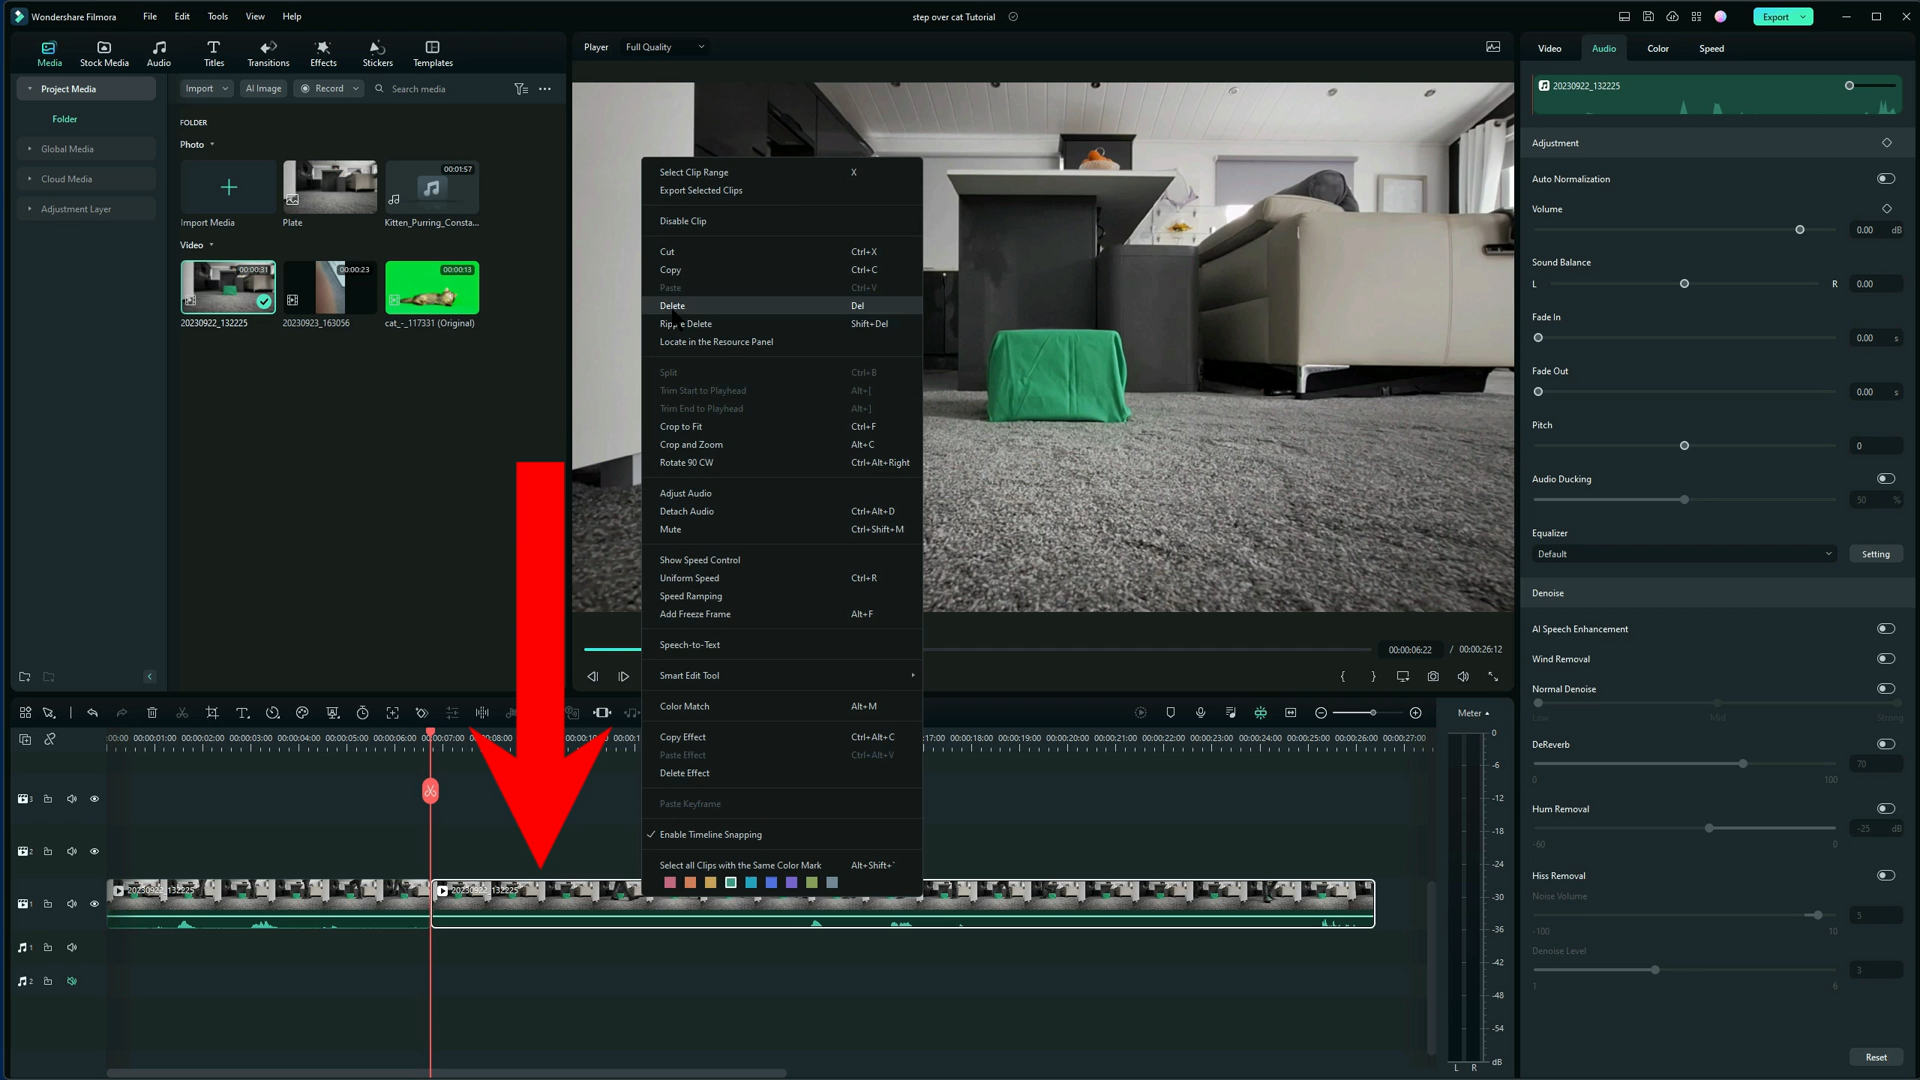 Wondershare Filmora File Edit Tools View Help
step over cat Tutorial
Export
Media Stock Media Audio Titles Transitions Effects Stickers Templates
Project Media
Folder
Global Media
Cloud Media
Adjustment Layer
Import AI Image Record Search media
FOLDER
Photo
00:01:57
Import Media Plate Kitten_Purring_Consta...
Video
00:00:31 00:00:23 00:00:13
20230922_132225 20230923_163056 cat_-_117331 (Original)
Player Full Quality
Select Clip Range X
Export Selected Clips
Disable Clip
Cut Ctrl+X
Copy Ctrl+C
Paste Ctrl+V
Delete Del
Ripple Delete Shift+Del
Locate in the Resource Panel
Split Ctrl+B
Trim Start to Playhead Alt+[
Trim End to Playhead Alt+]
Crop to Fit Ctrl+F
Crop and Zoom Alt+C
Rotate 90 CW Ctrl+Alt+Right
Adjust Audio
Detach Audio Ctrl+Alt+D
Mute Ctrl+Shift+M
Show Speed Control
Uniform Speed Ctrl+R
Speed Ramping
Add Freeze Frame Alt+F
Speech-to-Text
Smart Edit Tool
Color Match Alt+M
Copy Effect Ctrl+Alt+C
Paste Effect Ctrl+Alt+V
Delete Effect
Paste Keyframe
Enable Timeline Snapping
Select all Clips with the Same Color Mark Alt+Shift+`
00:00:06:22 / 00:00:26:12
Video Audio Color Speed
20230922_132225
Adjustment
Auto Normalization
Volume
0.00 dB
Sound Balance
L R 0.00
Fade In
0.00 s
Fade Out
0.00 s
Pitch
0
Audio Ducking
50 %
Equalizer
Default Setting
Denoise
AI Speech Enhancement
Wind Removal
Normal Denoise
Low Mid Strong
DeReverb
70
0 100
Hum Removal
-25 dB
-60 0
Hiss Removal
Noise Volume
5
-100 10
Denoise Level
3
1 6
Reset
Meter
:00:00 00:00:01:00 00:00:02:00 00:00:03:00 00:00:04:00 00:00:05:00 00:00:06:00 00:00:07:00 17:00 00:00:18:00 00:00:19:00 00:00:20:00 00:00:21:00 00:00:22:00 00:00:23:00 00:00:24:00 00:00:25:00 00:00:26:00 00:00:27:00
3
2
20230922_132225 20230922_132225
1
1
2
0
-6
-12
-18
-24
-30
-36
-42
-48
-54
dB
L R